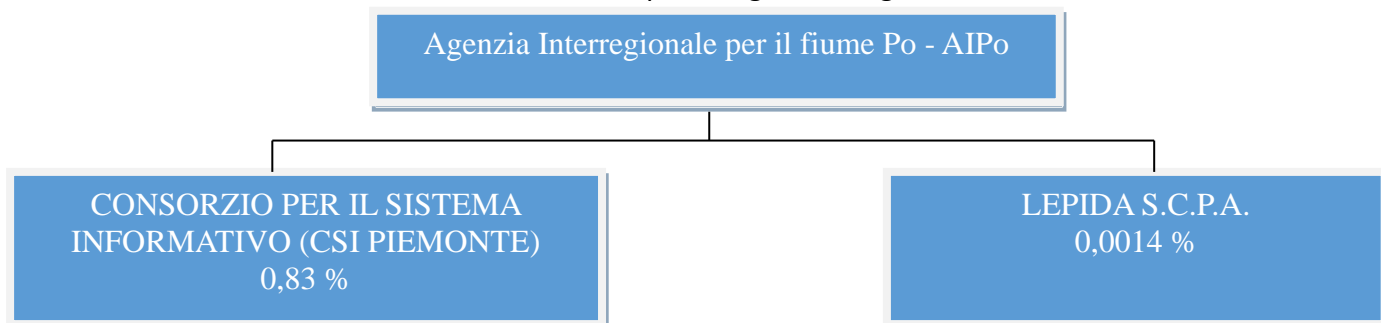 Agenzia Interregionale per il fiume Po - AIPo
CONSORZIO PER IL SISTEMA
INFORMATIVO (CSI PIEMONTE)
0,83 %
LEPIDA S.C.P.A.
0,0014 %